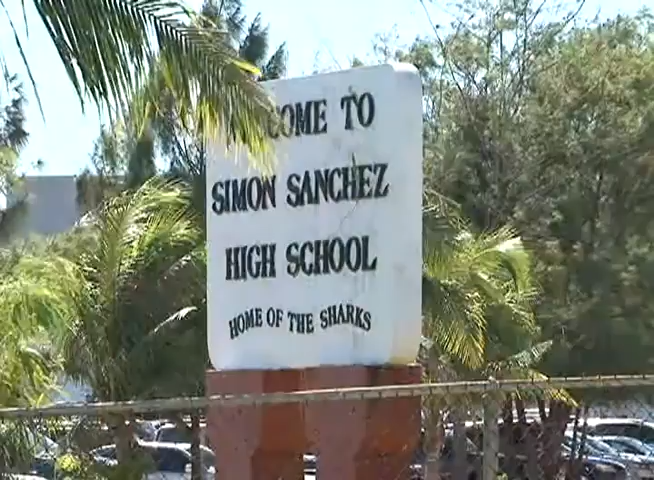 COME TO
SIMON SANCHEZ
HIGH SCHOOL
HOME OF THE SHARKS